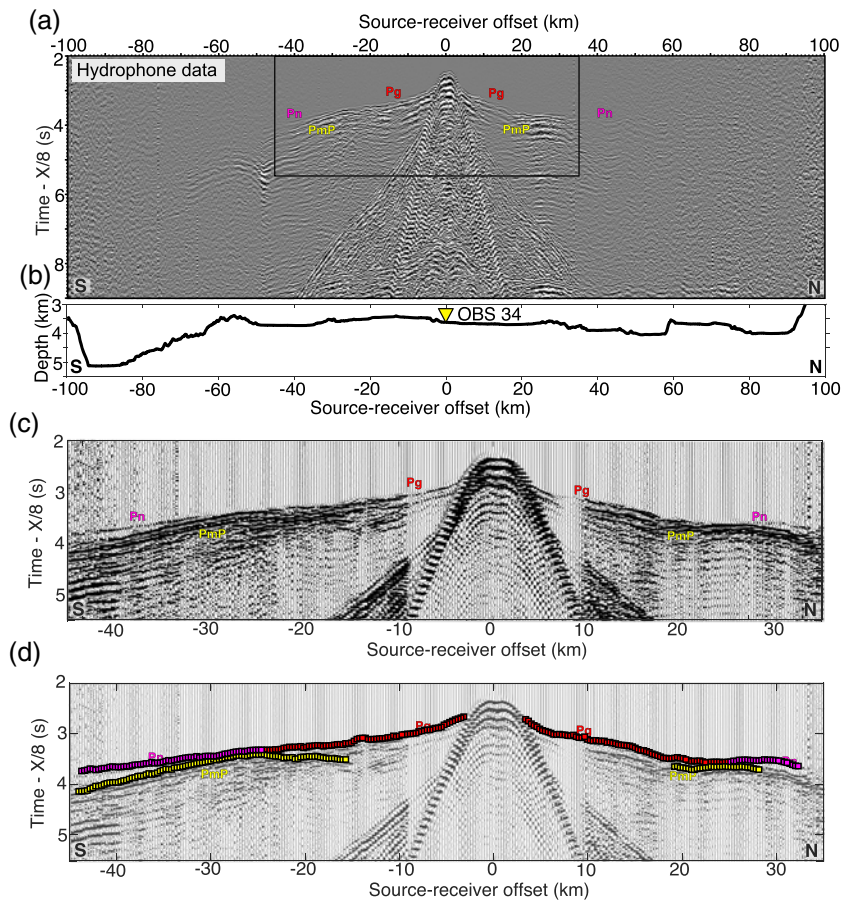 (a)
Source-receiver offset (km)
-100 -80 -60 -40 -20 0 20 40 60 80 100
Hydrophone data
Pg Pg
Pn Pn
PmP PmP
2
4
6
8
Time - X/8 (s)
S N
(b)
3
5
Depth (km)
OBS 34
S N
-100 -80 -60 -40 -20 0 20 40 60 80 100
Source-receiver offset (km)
(c)
2
3
4
5
Time - X/8 (s)
Pg Pg
Pn Pn
PmP PmP
S N
-40 -30 -20 -10 0 10 20 30
Source-receiver offset (km)
(d)
2
3
4
5
Time - X/8 (s)
Pg
PmP
S N
-40 -30 -20 -10 0 10 20 30
Source-receiver offset (km)